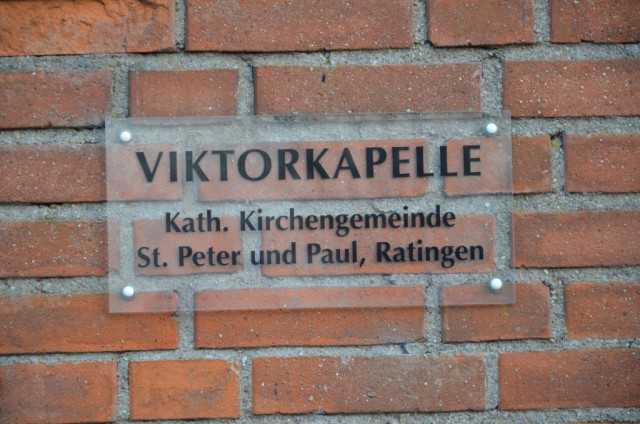 VIKTORKAPELLE
Kath. Kirchengemeinde
St. Peter und Paul, Ratingen